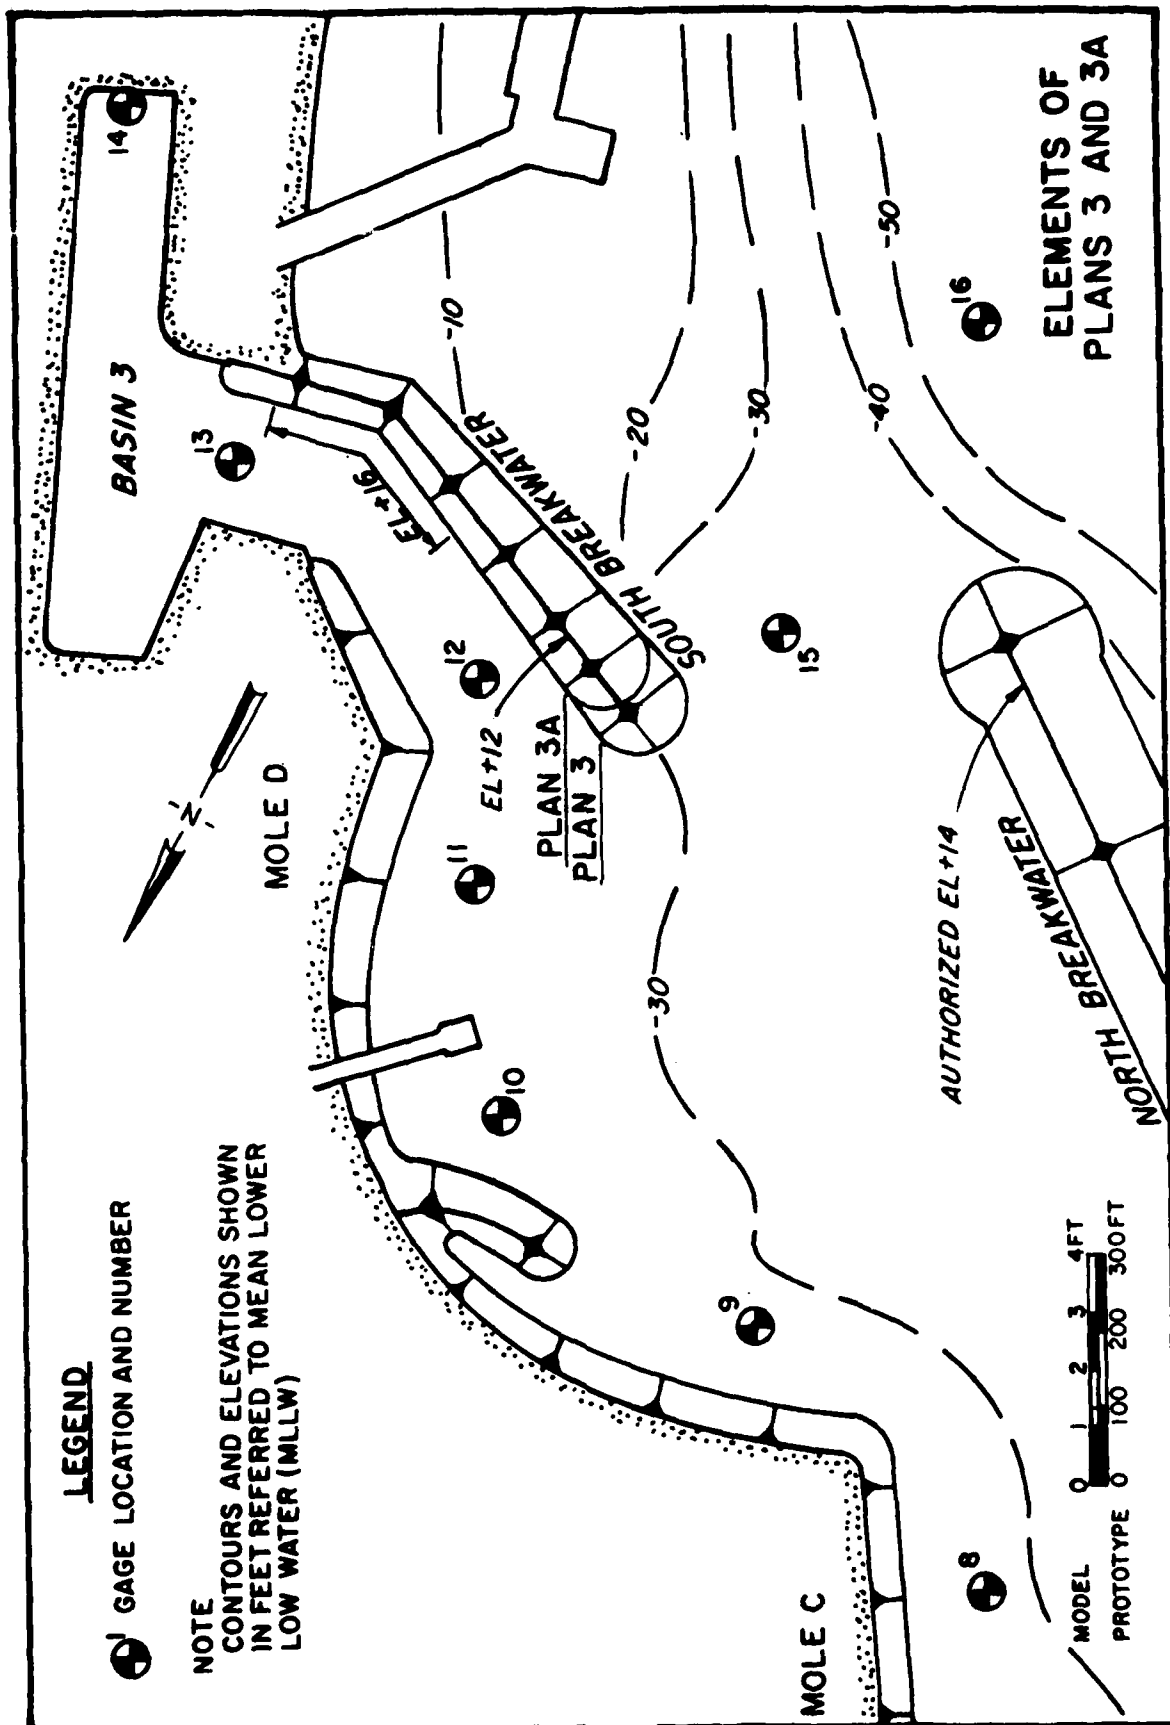 LEGEND
1 GAGE LOCATION AND NUMBER
NOTE
CONTOURS AND ELEVATIONS SHOWN
IN FEET REFERRED TO MEAN LOWER
LOW WATER (MLLW)
BASIN 3
14
13
MOLE D
N
EL+16
12
11
10
EL+12
PLAN 3A
PLAN 3
SOUTH BREAKWATER
-10
-20
-30
-40
-50
-30
9
15
16
8
MOLE C
AUTHORIZED EL+14
NORTH BREAKWATER
MODEL 0 1 2 3 4FT
PROTOTYPE 0 100 200 300FT
ELEMENTS OF
PLANS 3 AND 3A